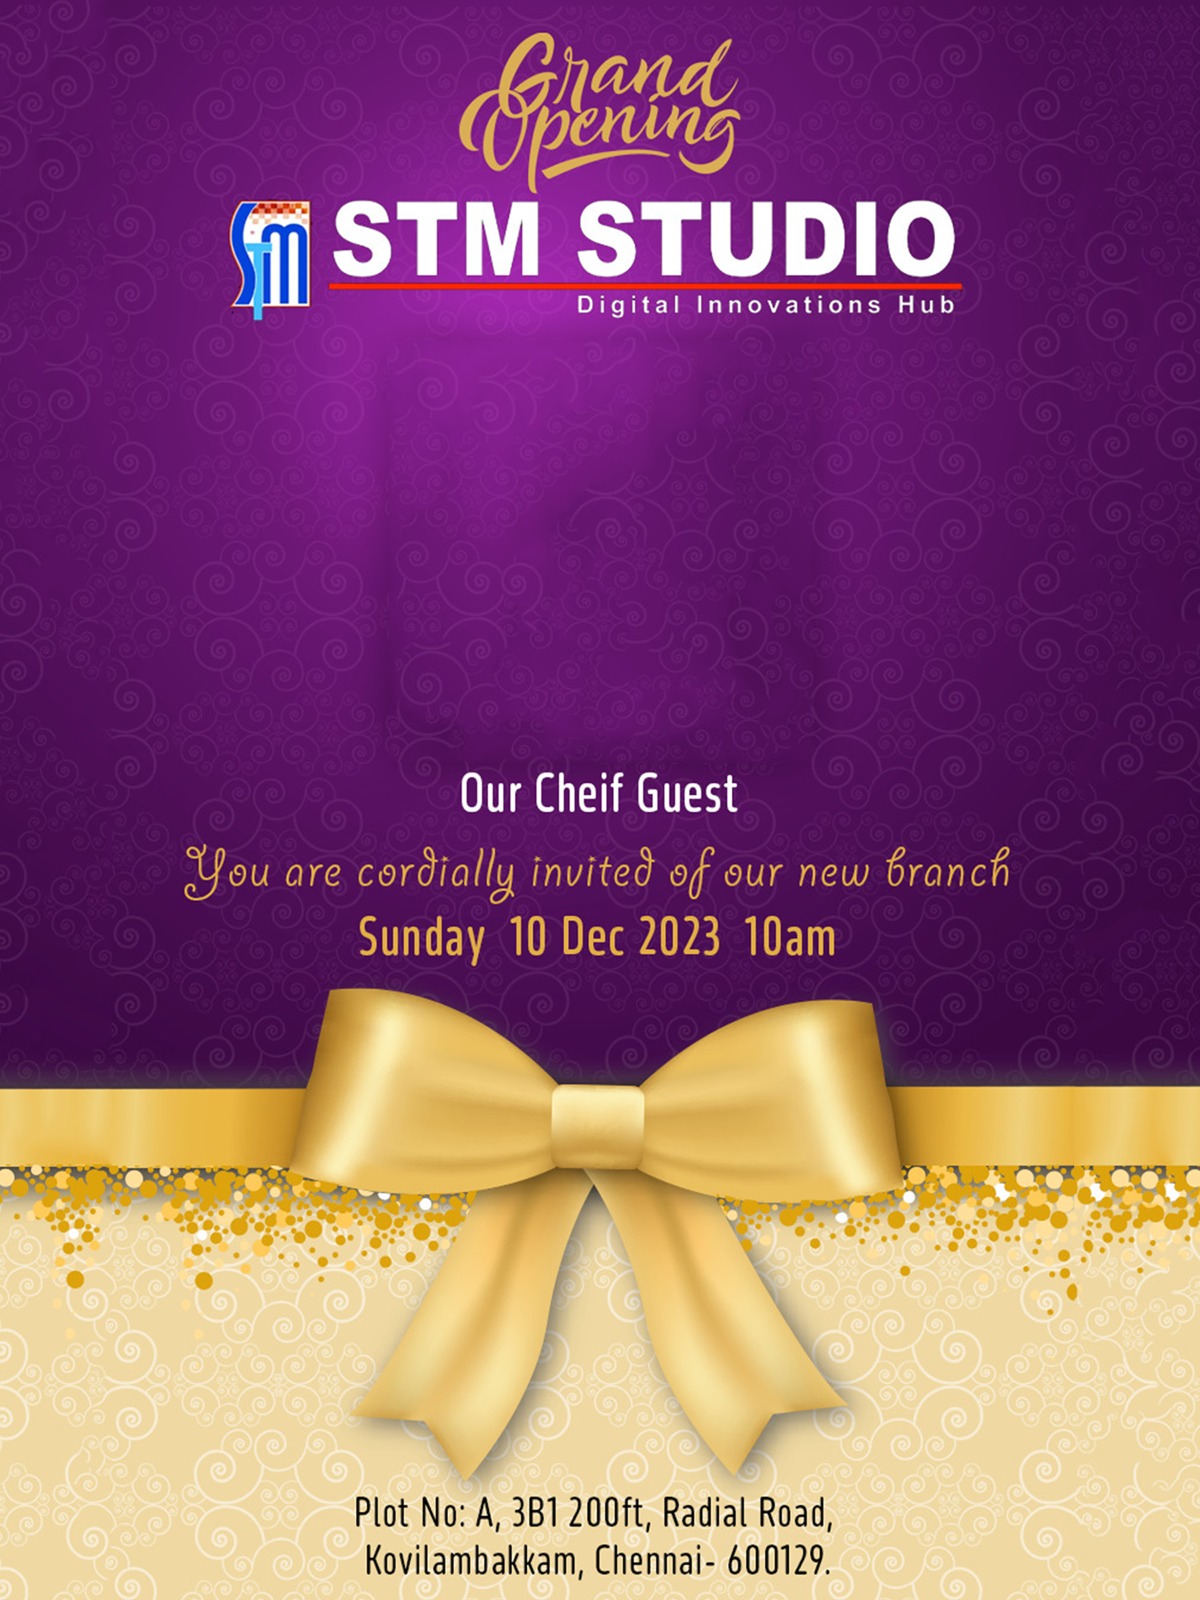 Grand
Opening
STM STUDIO
STM
Digital Innovations Hub
Our Cheif Guest
You are cordially invited of our new branch
Sunday 10 Dec 2023 10am
Plot No: A, 3B1 200ft, Radial Road,
Kovilambakkam, Chennai- 600129.